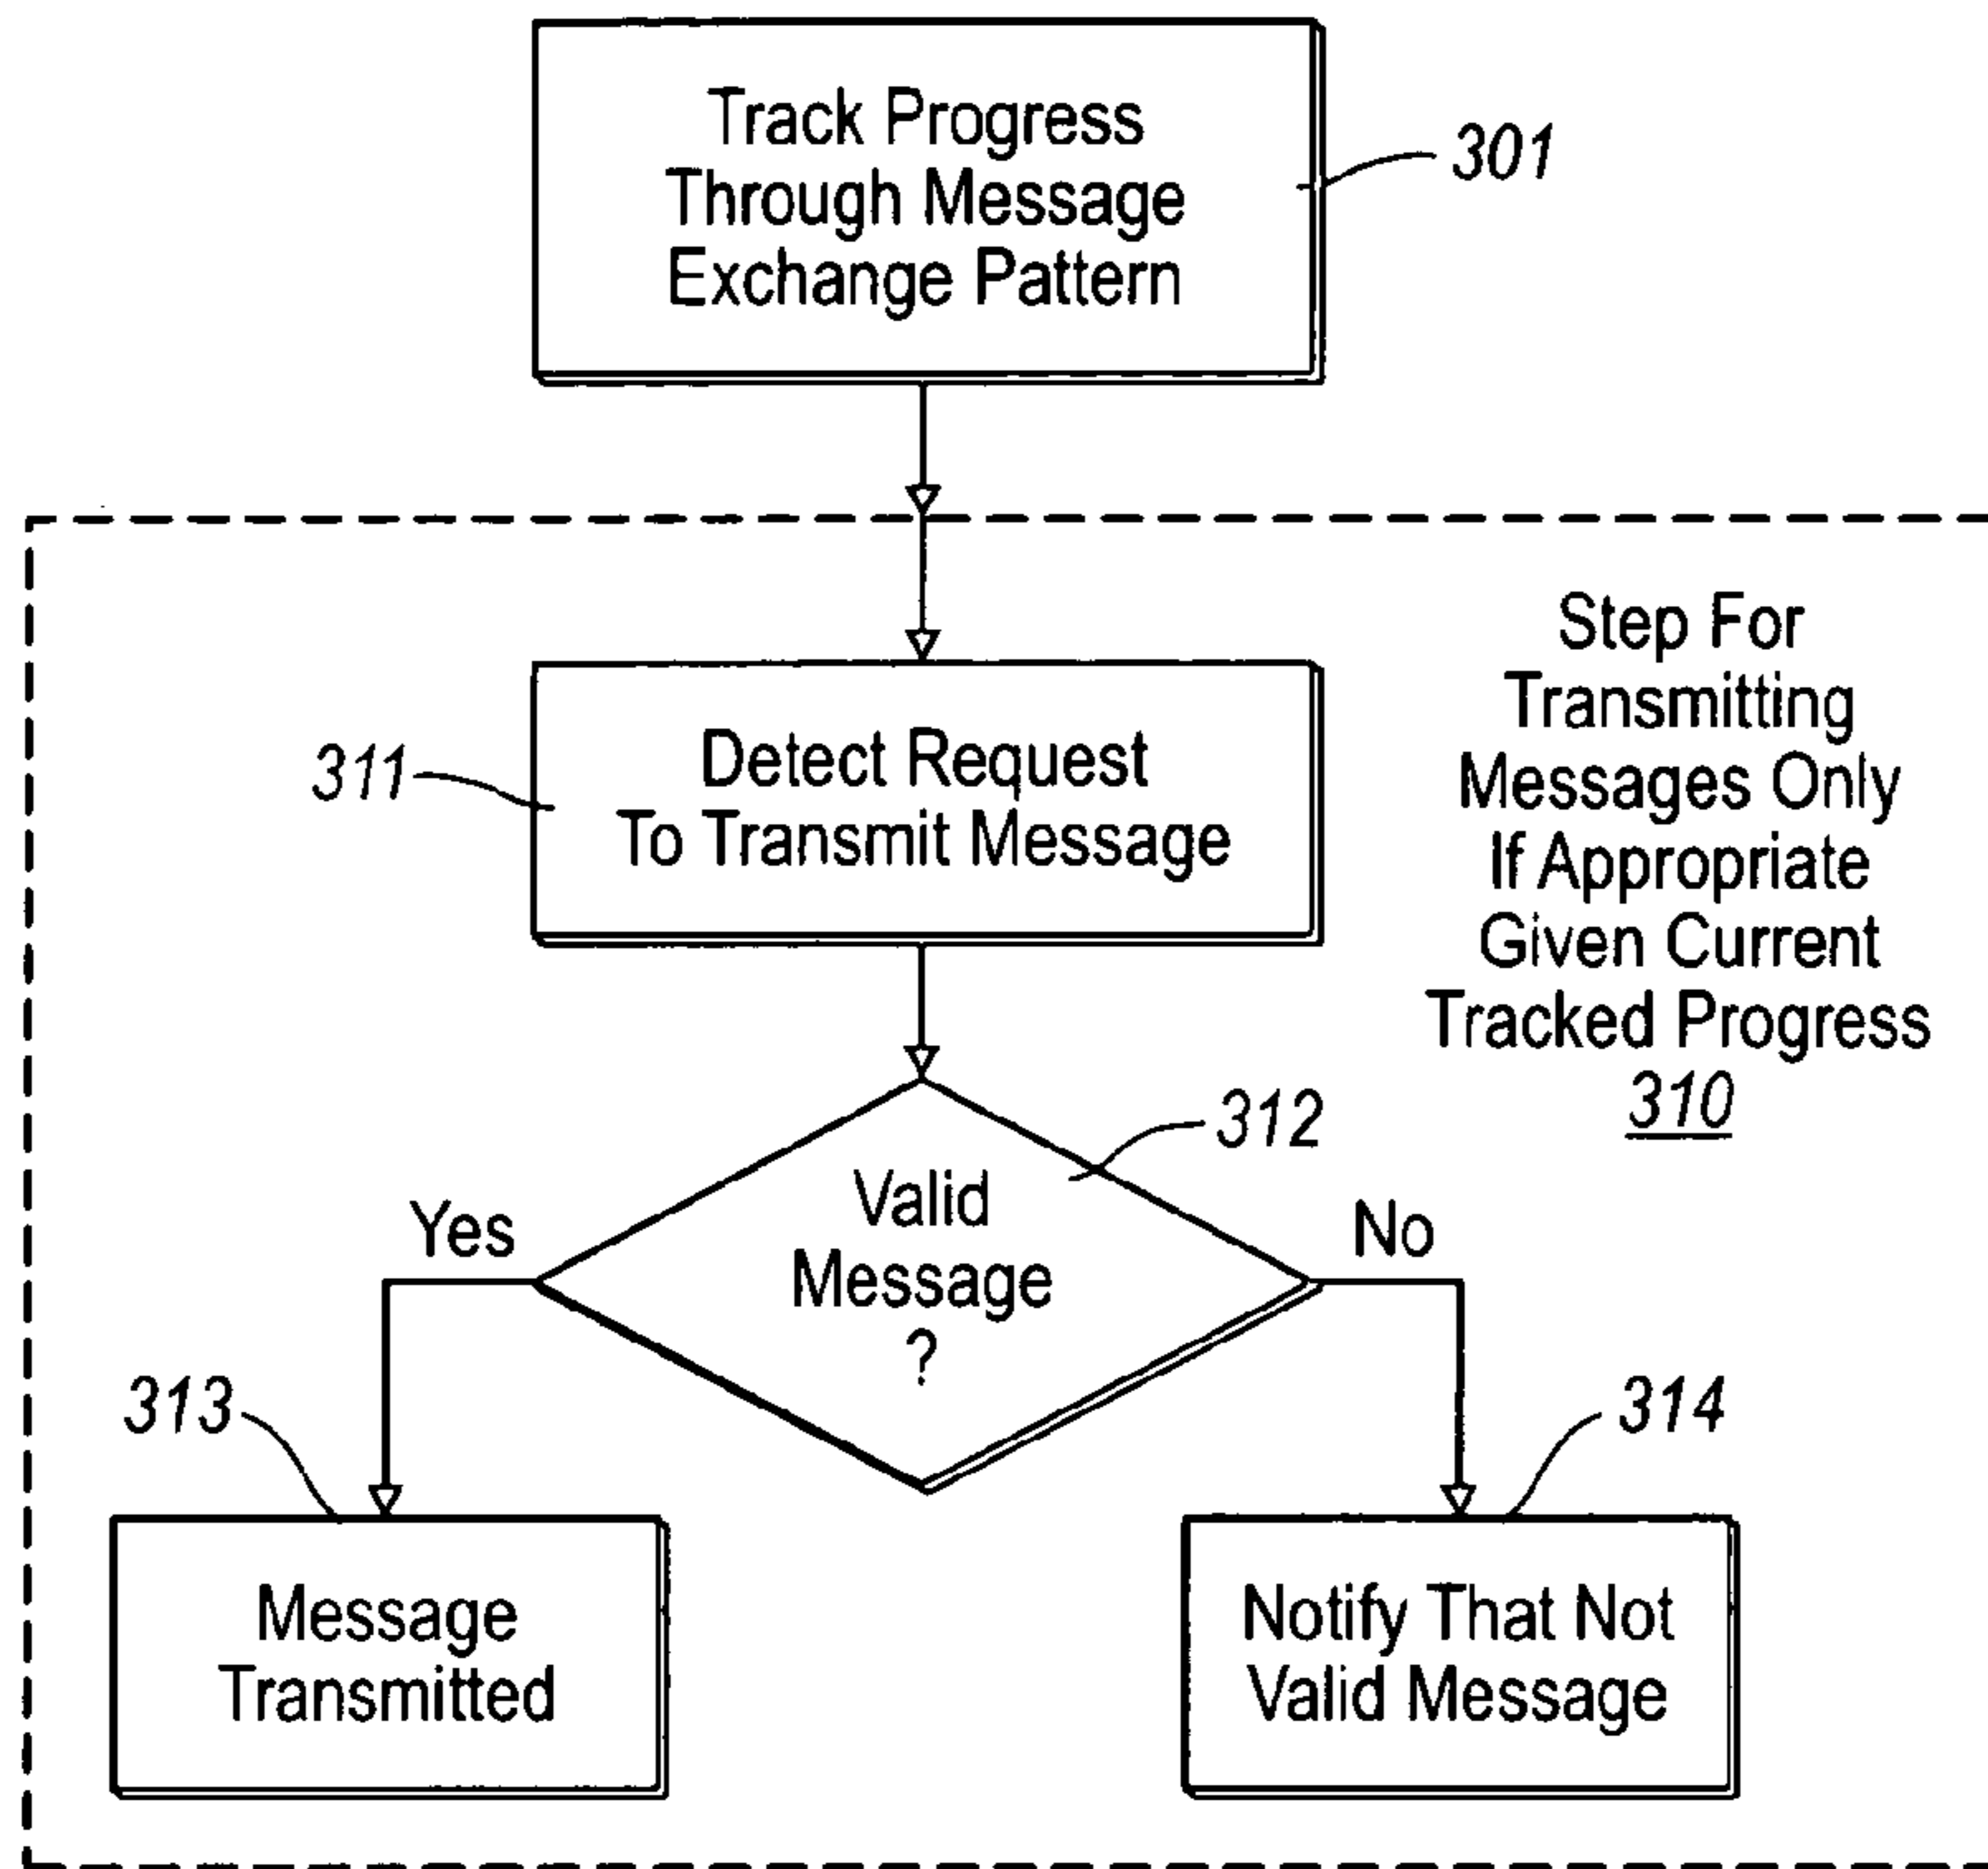 Track Progress
Through Message
Exchange Pattern
301
Step For
Transmitting
Messages Only
If Appropriate
Given Current
Tracked Progress
310
311
Detect Request
To Transmit Message
312
Valid
Message
?
Yes
No
313
Message
Transmitted
314
Notify That Not
Valid Message